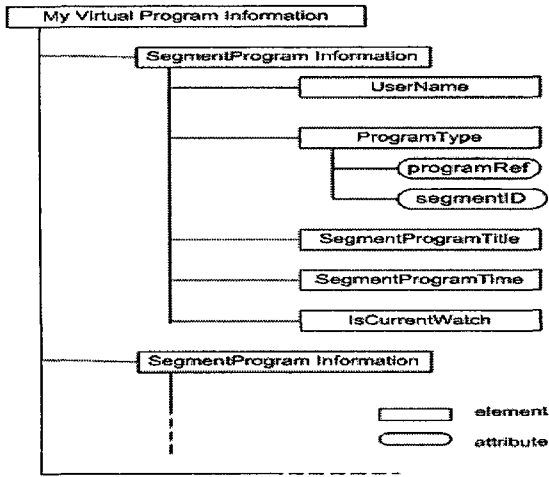 My Virtual Program Information
SegmentProgram Information
UserName
ProgramType
programRef
segmentID
SegmentProgramTitle
SegmentProgramTime
IsCurrentWatch
SegmentProgram Information
element
attribute